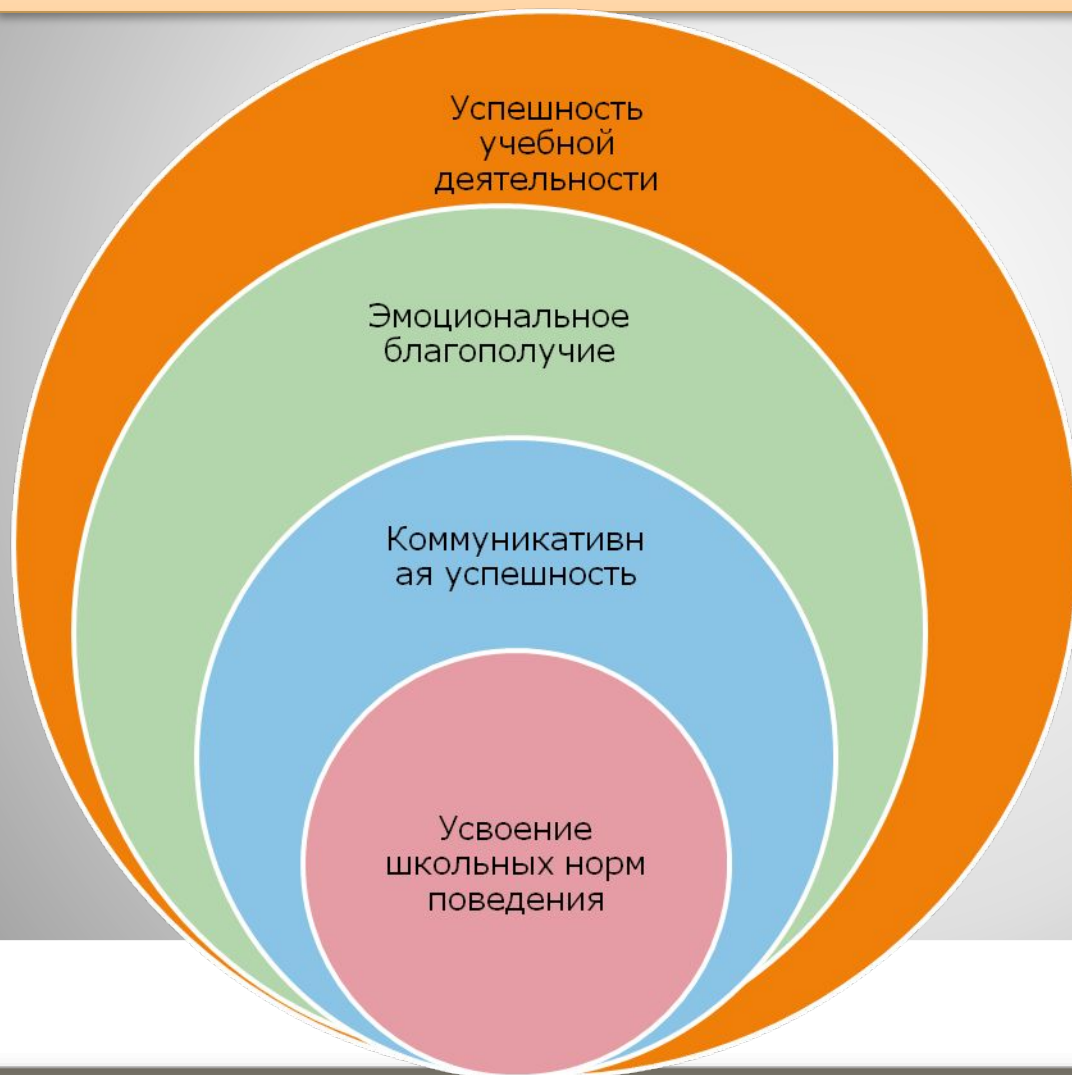 Успешность
учебной
деятельности
Эмоциональное
благополучие
Коммуникативн
ая успешность
Усвоение
школьных норм
поведения